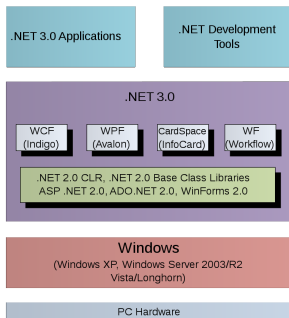 .NET 3.0 Applications
.NET Development
Tools
.NET 3.0
WCF
(Indigo)
WPF
(Avalon)
CardSpace
(InfoCard)
WF
(Workflow)
.NET 2.0 CLR, .NET 2.0 Base Class Libraries
ASP .NET 2.0, ADO.NET 2.0, WinForms 2.0
Windows
(Windows XP, Windows Server 2003/R2
Vista/Longhorn)
PC Hardware